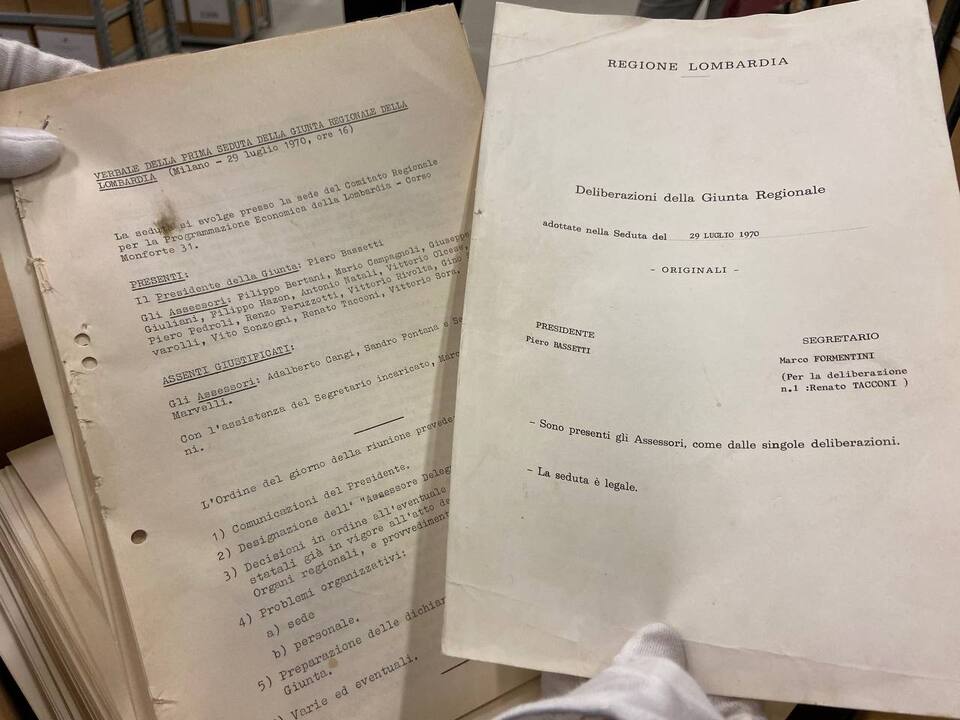 VERBALE DELLA PRIMA SEDUTA DELLA GIUNTA REGIONALE DELLA
LOMBARDIA (Milano - 29 luglio 1970, ore 16)
La seduta si svolge presso la sede del Comitato Regionale
per la Programmazione Economica della Lombardia - Corso
Monforte 31.
PRESENTI:
Il Presidente della Giunta: Piero Bassetti
Gli Assessori: Filippo Bertani, Mario Campagnoli, Giuseppe
Giuliani, Filippo Hazon, Antonio Natali, Vittorio Olcese,
Piero Pedroli, Renzo Peruzzotti, Vittorio Rivolta, Gino
varolli, Vito Sonzogni, Renato Tacconi, Vittorio Sora,
ASSENTI GIUSTIFICATI:
Gli Assessori: Adalberto Cangi, Sandro Fontana e
Marvelli.
Con l'assistenza del Segretario incaricato,
ni.
L'Ordine del giorno della riunione
1) Comunicazioni del Presidente.
2) Designazione dell' "Assessore
3) Decisioni in ordine all'eventuale
statali già in vigore all'atto
Organi regionali, e
4) Problemi organizzativi:
a) sede
b) personale.
5) Preparazione delle
Giunta.
) Varie ed eventuali.
REGIONE LOMBARDIA
Deliberazioni della Giunta Regionale
adottate nella Seduta del 29 LUGLIO 1970
- ORIGINALI -
PRESIDENTE
Piero BASSETTI
SEGRETARIO
Marco FORMENTINI
(Per la deliberazione
n.1 :Renato TACCONI )
- Sono presenti gli Assessori, come dalle singole deliberazioni.
- La seduta è legale.